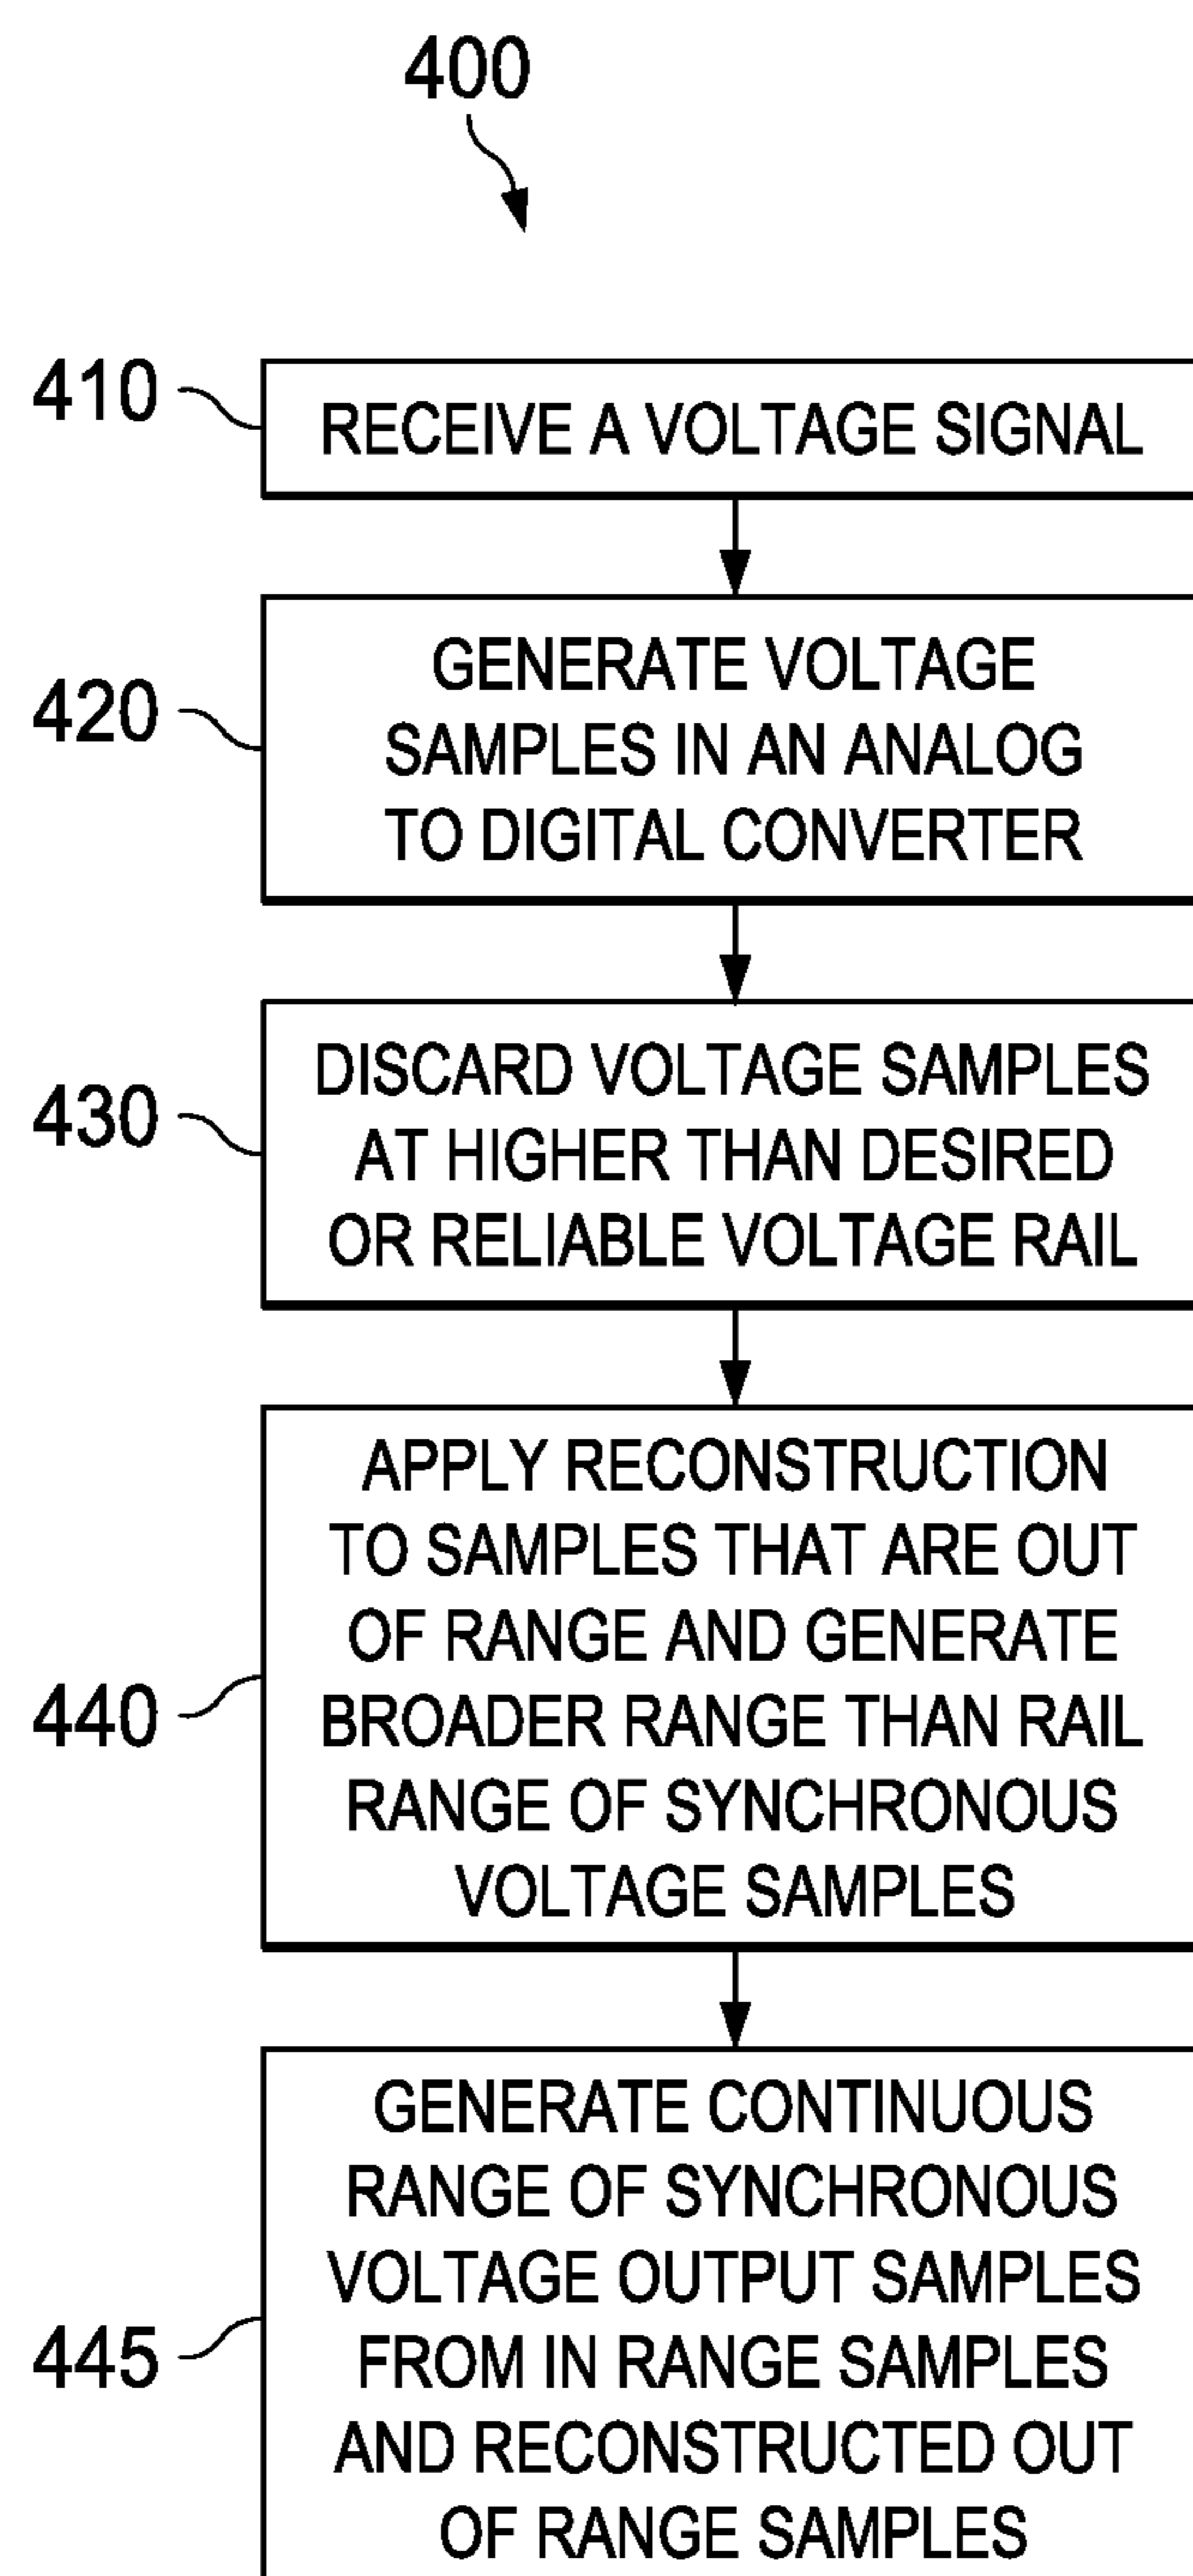 400
410
RECEIVE A VOLTAGE SIGNAL
420
GENERATE VOLTAGE
SAMPLES IN AN ANALOG
TO DIGITAL CONVERTER
430
DISCARD VOLTAGE SAMPLES
AT HIGHER THAN DESIRED
OR RELIABLE VOLTAGE RAIL
440
APPLY RECONSTRUCTION
TO SAMPLES THAT ARE OUT
OF RANGE AND GENERATE
BROADER RANGE THAN RAIL
RANGE OF SYNCHRONOUS
VOLTAGE SAMPLES
445
GENERATE CONTINUOUS
RANGE OF SYNCHRONOUS
VOLTAGE OUTPUT SAMPLES
FROM IN RANGE SAMPLES
AND RECONSTRUCTED OUT
OF RANGE SAMPLES